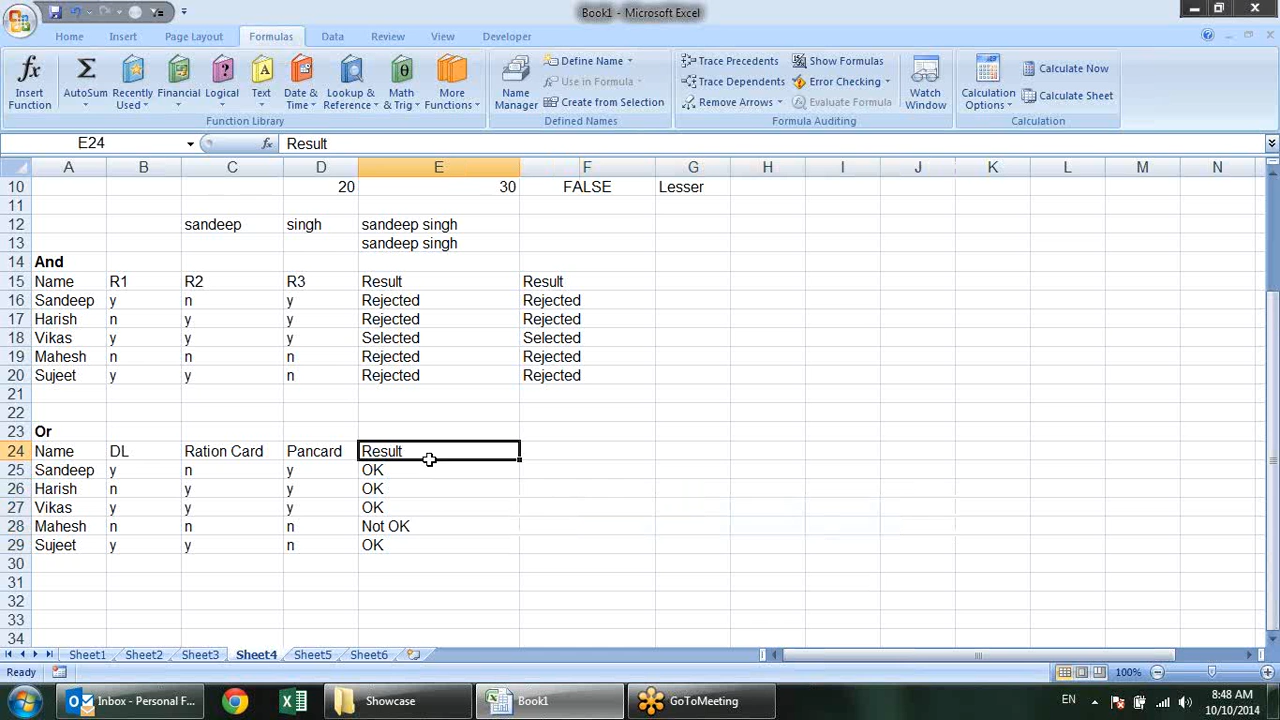 Book1 - Microsoft Excel
Home Insert Page Layout Formulas Data Review View Developer
fx Insert Function
Σ AutoSum
Recently Used
Financial
Logical
A Text
Date & Time
Lookup & Reference
θ Math & Trig
More Functions
Function Library
Name Manager
Define Name
Use in Formula
Create from Selection
Defined Names
Trace Precedents
Trace Dependents
Remove Arrows
Show Formulas
Error Checking
Evaluate Formula
Formula Auditing
Watch Window
Calculation Options
Calculate Now
Calculate Sheet
Calculation
E24 fx Result
A B C D E F G H I J K L M N
10 20 30 FALSE Lesser
11
12 sandeep singh sandeep singh
13 sandeep singh
14 And
15 Name R1 R2 R3 Result Result
16 Sandeep y n y Rejected Rejected
17 Harish n y y Rejected Rejected
18 Vikas y y y Selected Selected
19 Mahesh n n n Rejected Rejected
20 Sujeet y y n Rejected Rejected
21
22
23 Or
24 Name DL Ration Card Pancard Result
25 Sandeep y n y OK
26 Harish n y y OK
27 Vikas y y y OK
28 Mahesh n n n Not OK
29 Sujeet y y n OK
30
31
32
33
34
Sheet1 Sheet2 Sheet3 Sheet4 Sheet5 Sheet6
Ready 100%
Inbox - Personal F... Showcase Book1 GoToMeeting EN 8:48 AM
10/10/2014